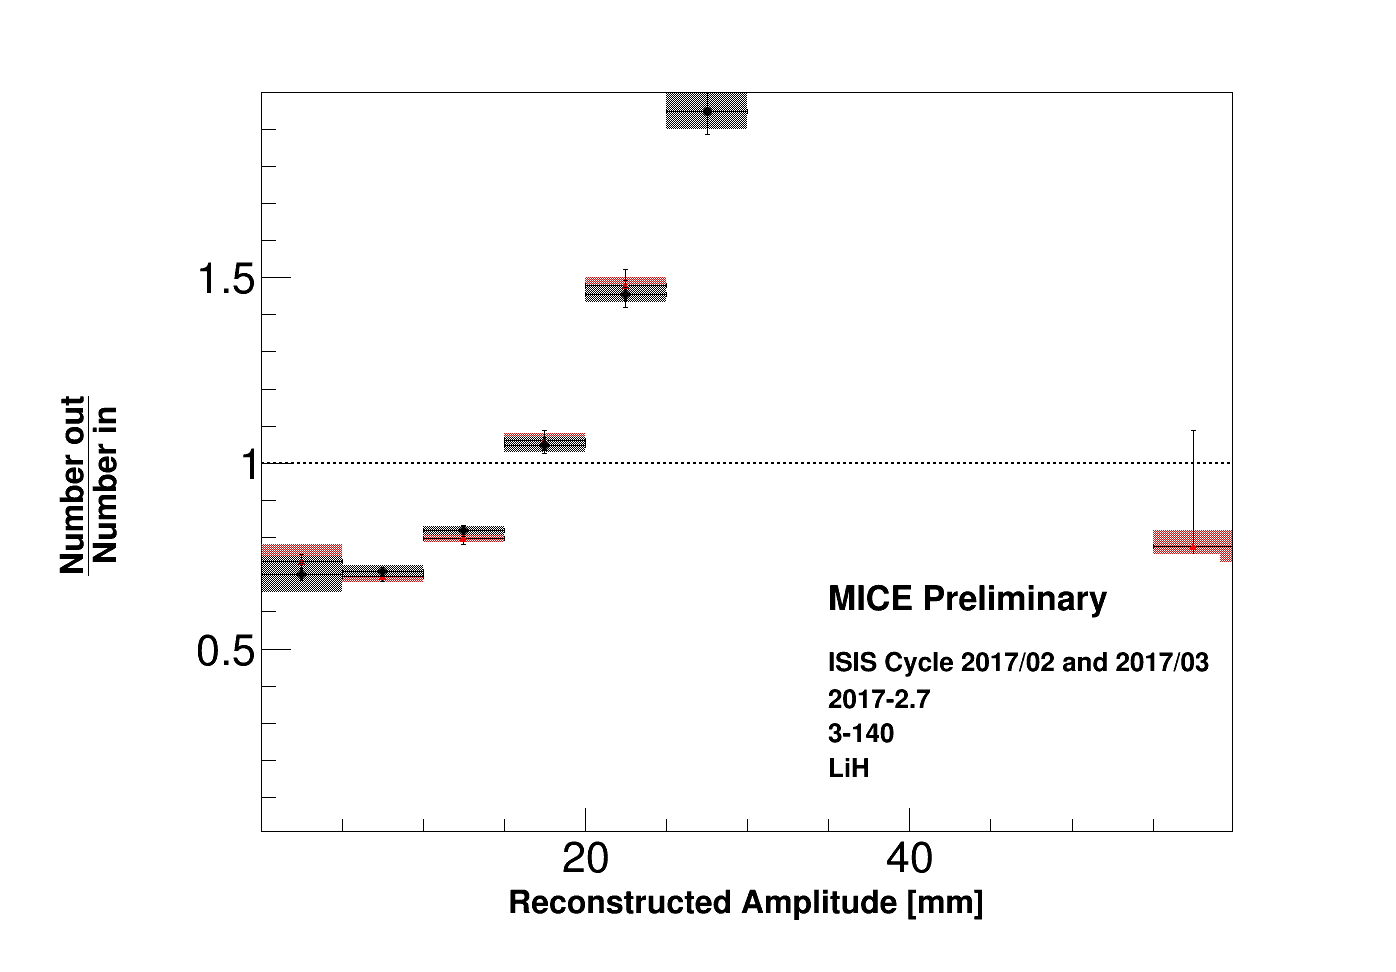 1.5
1
0.5
Number out
Number in
MICE Preliminary
ISIS Cycle 2017/02 and 2017/03
2017-2.7
3-140
LiH
20 40
Reconstructed Amplitude [mm]